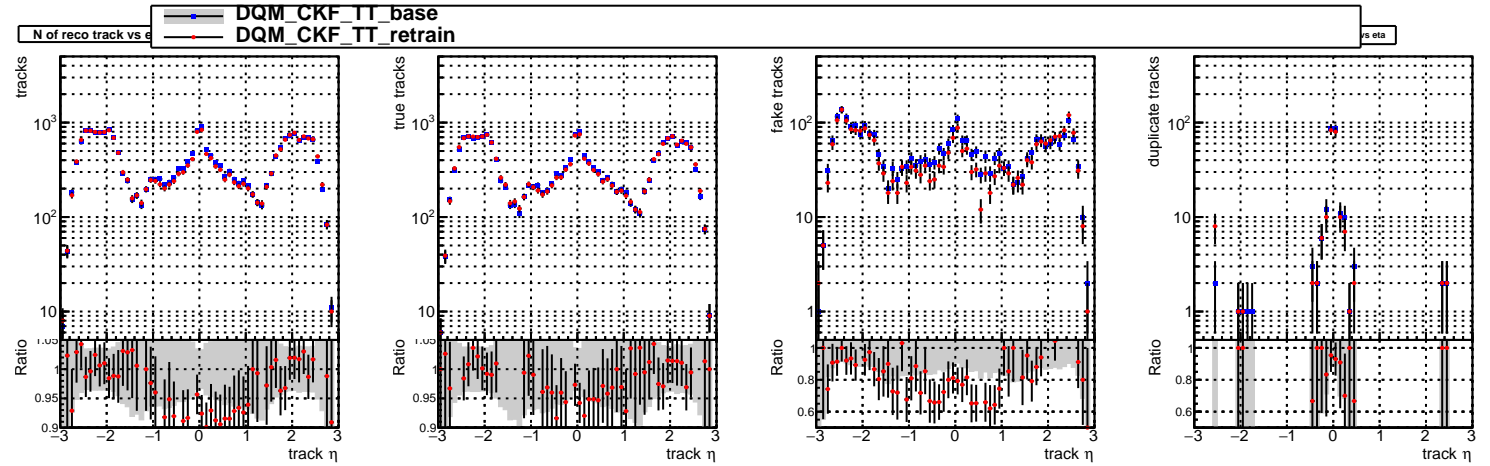 DQM_CKF_TT_base
DQM_CKF_TT_retrain
N of reco track vs e
vs eta
tracks
10³
10²
10
Ratio
1.05
1
0.95
0.9
−3 −2 −1 0 1 2 3
track η
true tracks
10³
10²
10
Ratio
1.05
1
0.95
0.9
−3 −2 −1 0 1 2 3
track η
fake tracks
10²
10
1
Ratio
1
0.8
0.6
−3 −2 −1 0 1 2 3
track η
duplicate tracks
10²
10
1
Ratio
1
0.8
0.6
−3 −2 −1 0 1 2 3
track η